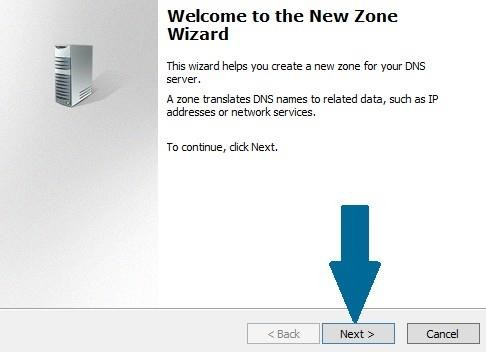 Welcome to the New Zone
Wizard
This wizard helps you create a new zone for your DNS
server.
A zone translates DNS names to related data, such as IP
addresses or network services.
To continue, click Next.
< Back
Next >
Cancel